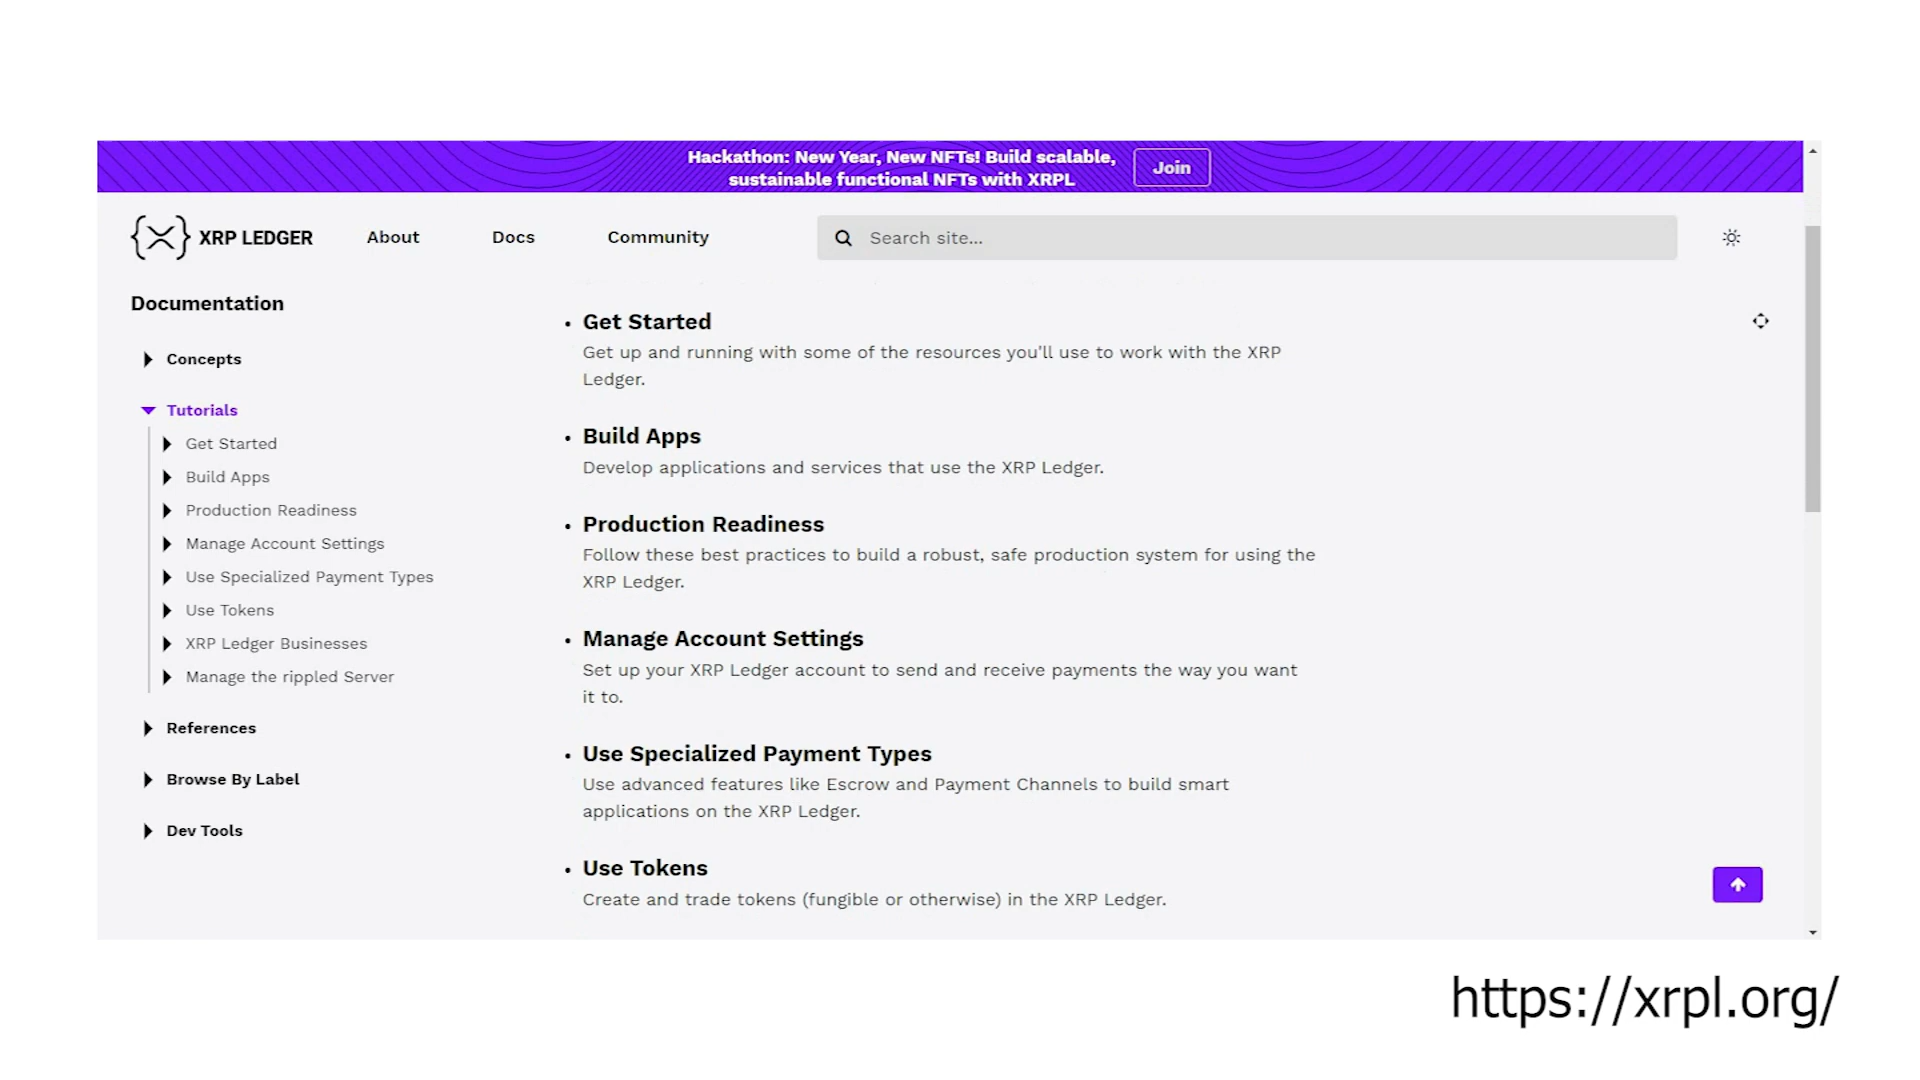 Hackathon: New Year, New NFTs! Build scalable,
sustainable functional NFTs with XRPL
Join
XRP LEDGER
About
Docs
Community
Search site...
Documentation
Concepts
Tutorials
Get Started
Build Apps
Production Readiness
Manage Account Settings
Use Specialized Payment Types
Use Tokens
XRP Ledger Businesses
Manage the rippled Server
References
Browse By Label
Dev Tools
• Get Started
Get up and running with some of the resources you'll use to work with the XRP
Ledger.
• Build Apps
Develop applications and services that use the XRP Ledger.
• Production Readiness
Follow these best practices to build a robust, safe production system for using the
XRP Ledger.
• Manage Account Settings
Set up your XRP Ledger account to send and receive payments the way you want
it to.
• Use Specialized Payment Types
Use advanced features like Escrow and Payment Channels to build smart
applications on the XRP Ledger.
• Use Tokens
Create and trade tokens (fungible or otherwise) in the XRP Ledger.
https://xrpl.org/